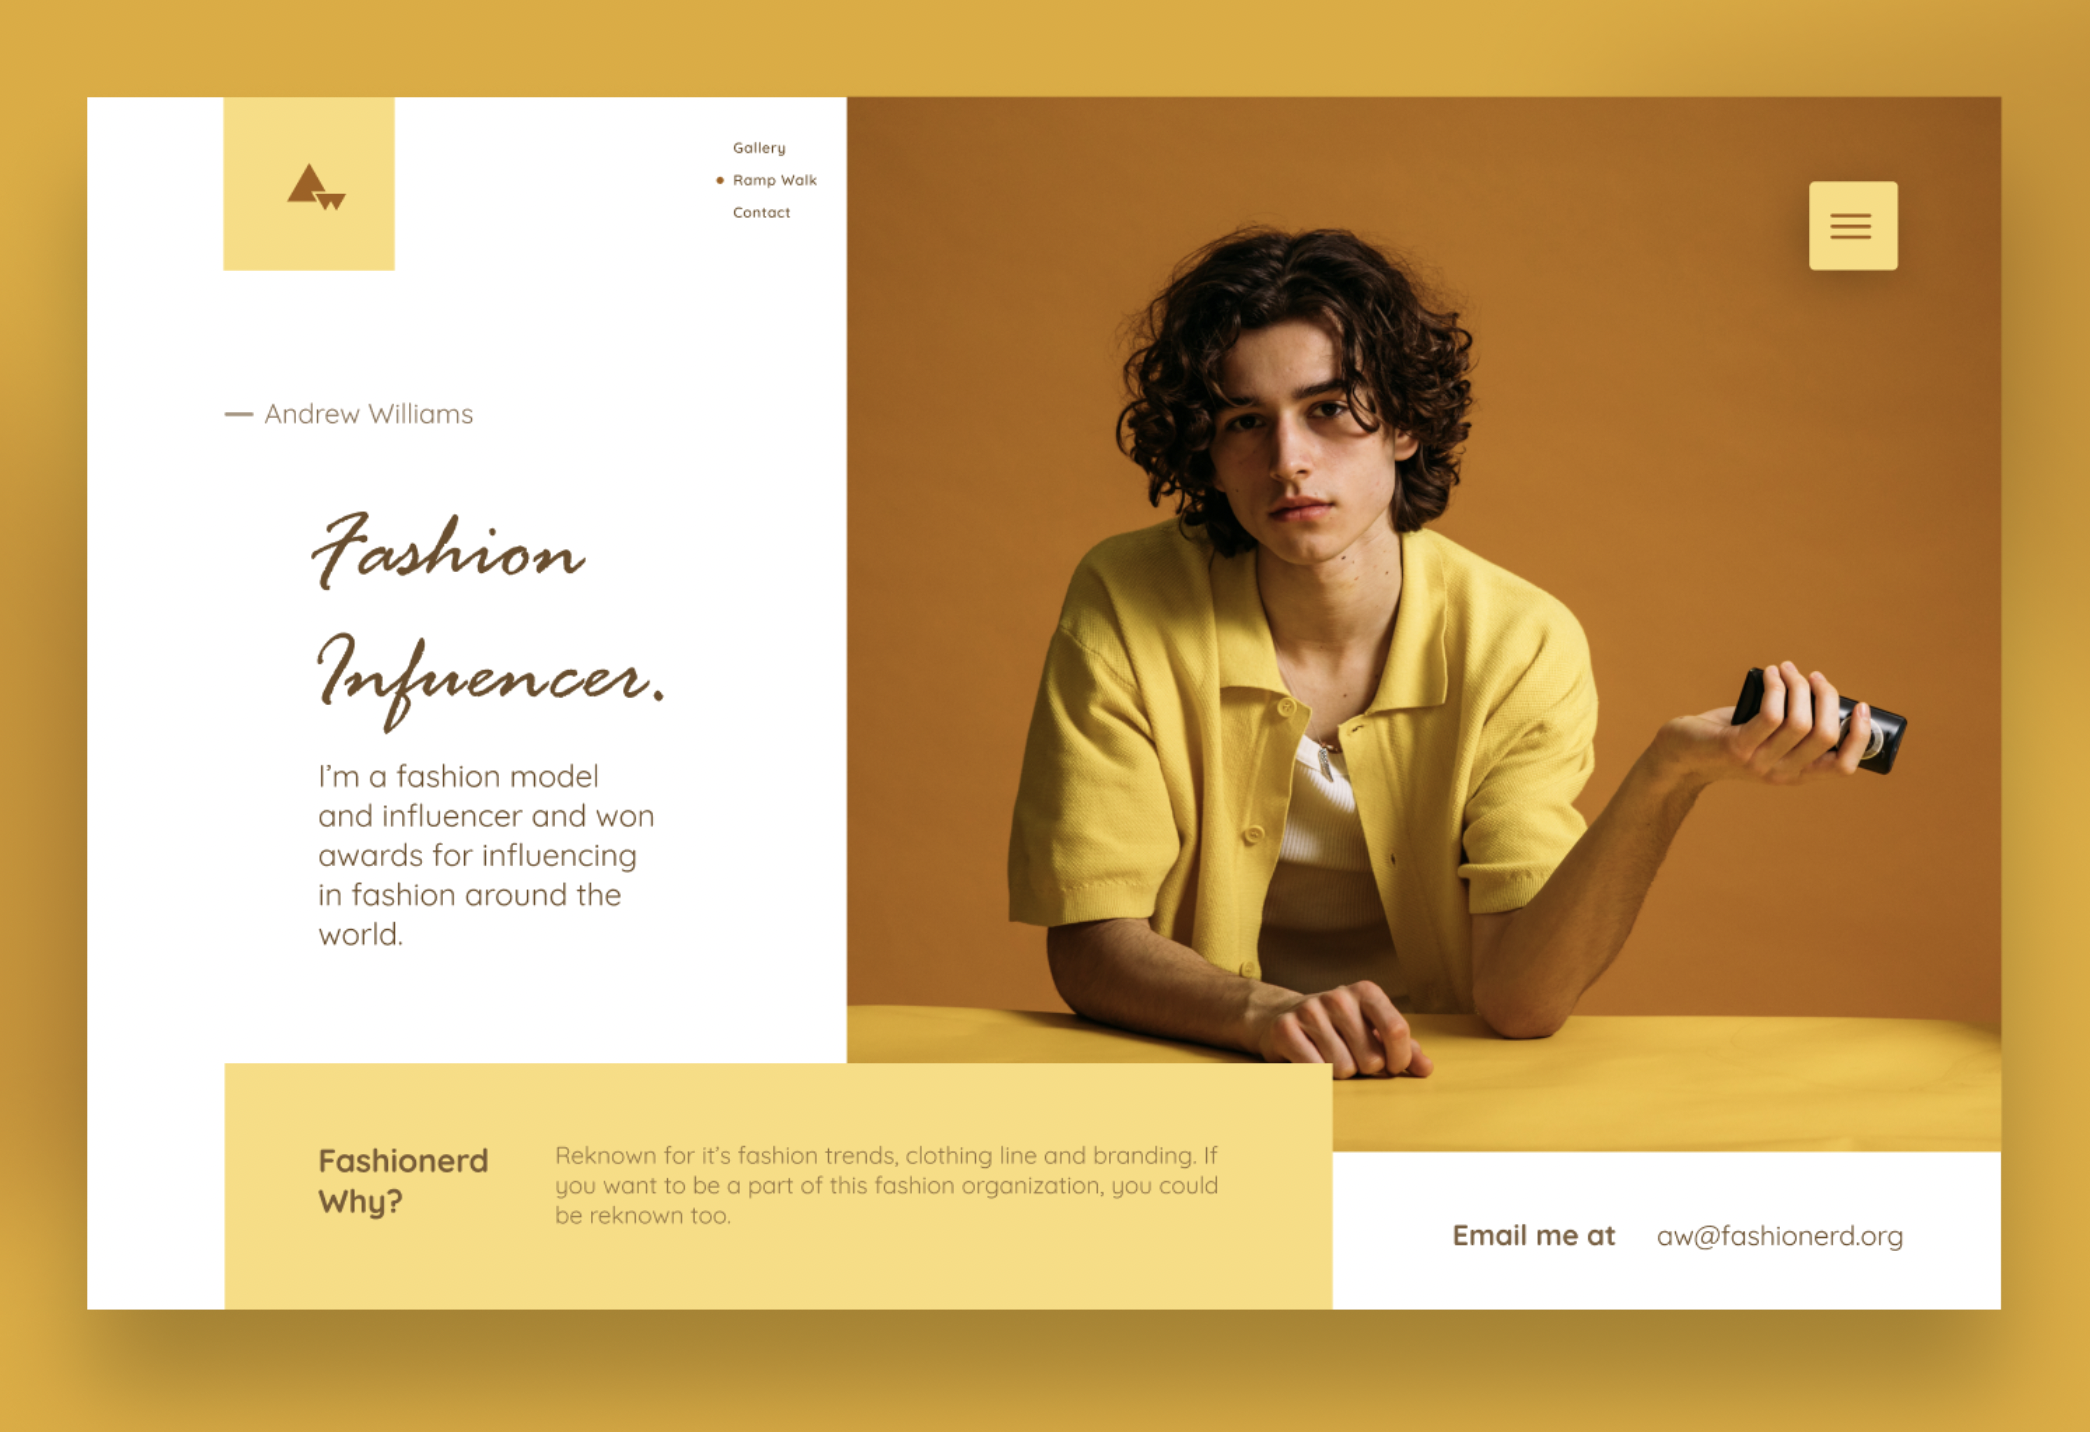 Gallery
Ramp Walk
Contact
— Andrew Williams
Fashion
Infuencer.
I'm a fashion model
and influencer and won
awards for influencing
in fashion around the
world.
Fashionerd
Why?
Reknown for it's fashion trends, clothing line and branding. If
you want to be a part of this fashion organization, you could
be reknown too.
Email me at aw@fashionerd.org